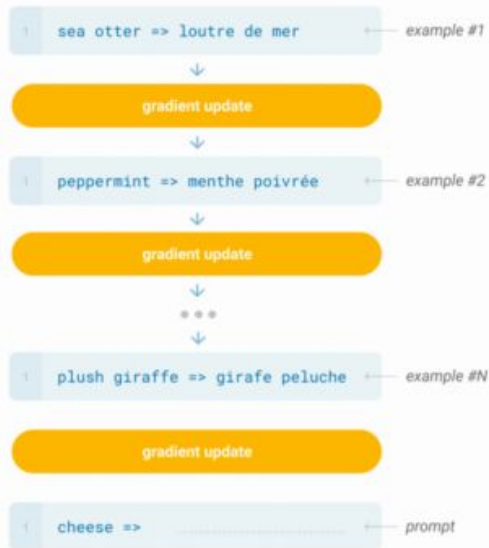 1 sea otter => loutre de mer example #1
gradient update
1 peppermint => menthe poivrée example #2
gradient update
1 plush giraffe => girafe peluche example #N
gradient update
1 cheese => prompt